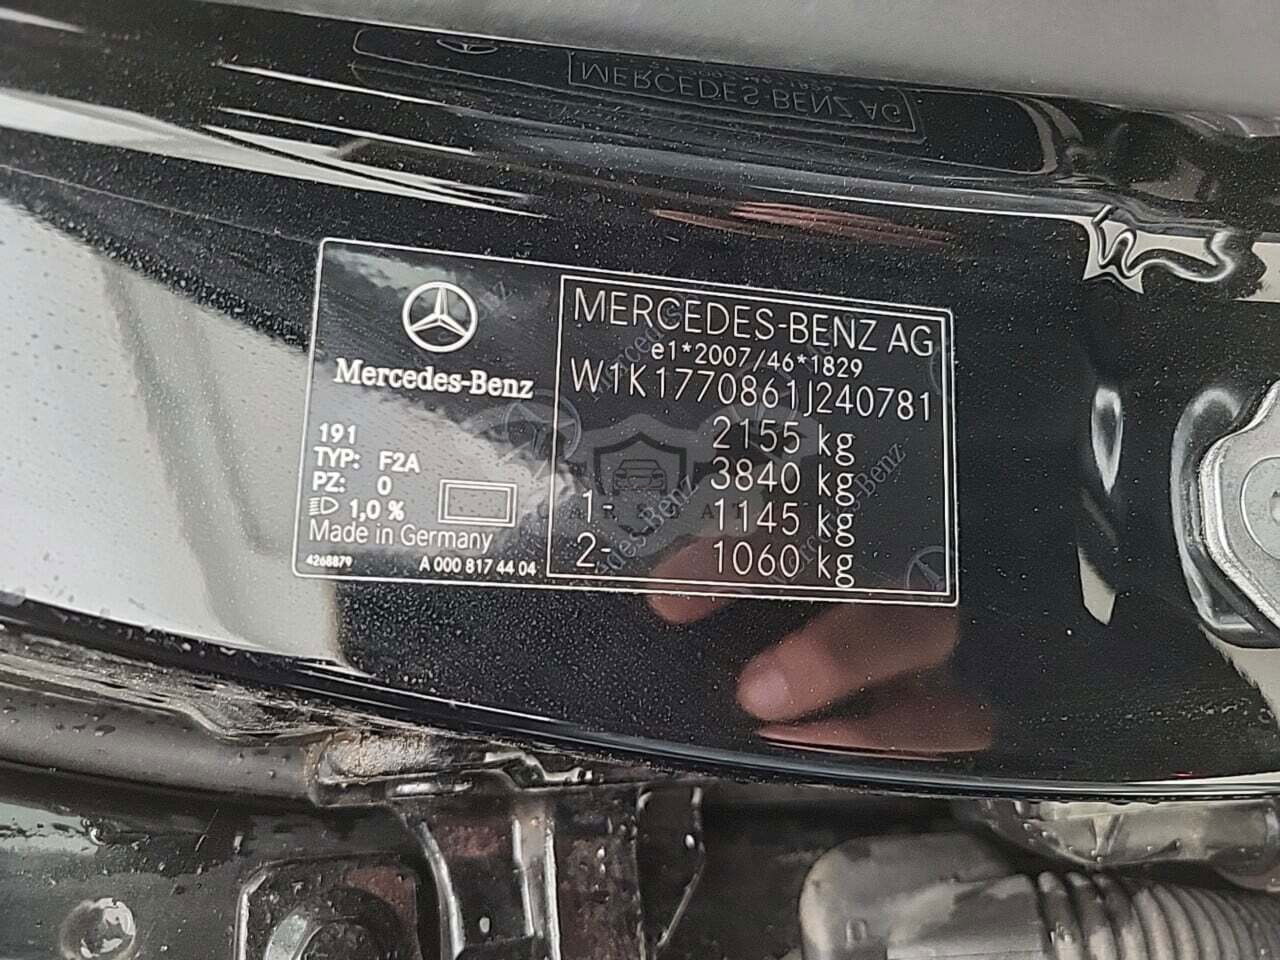 MERCEDES-BENZ AG
Mercedes-Benz
191
TYP: F2A
PZ: 0
1,0 %
Made in Germany
4268879 A 000 817 44 04
MERCEDES-BENZ AG
e1*2007/46*1829
W1K1770861J240781
2155 kg
3840 kg
1- 1145 kg
2- 1060 kg
Mercedes-Benz